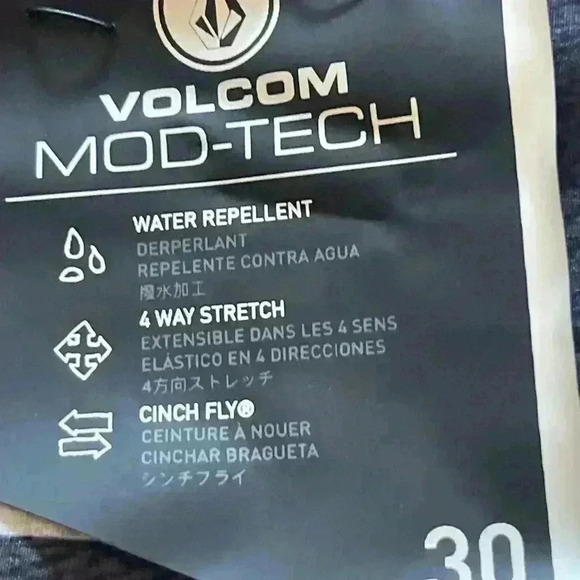 VOLCOM
MOD-TECH
WATER REPELLENT
DERPERLANT
REPELENTE CONTRA AGUA
撥水加工
4 WAY STRETCH
EXTENSIBLE DANS LES 4 SENS
ELÁSTICO EN 4 DIRECCIONES
4方向ストレッチ
CINCH FLY®
CEINTURE À NOUER
CINCHAR BRAGUETA
シンチフライ
30